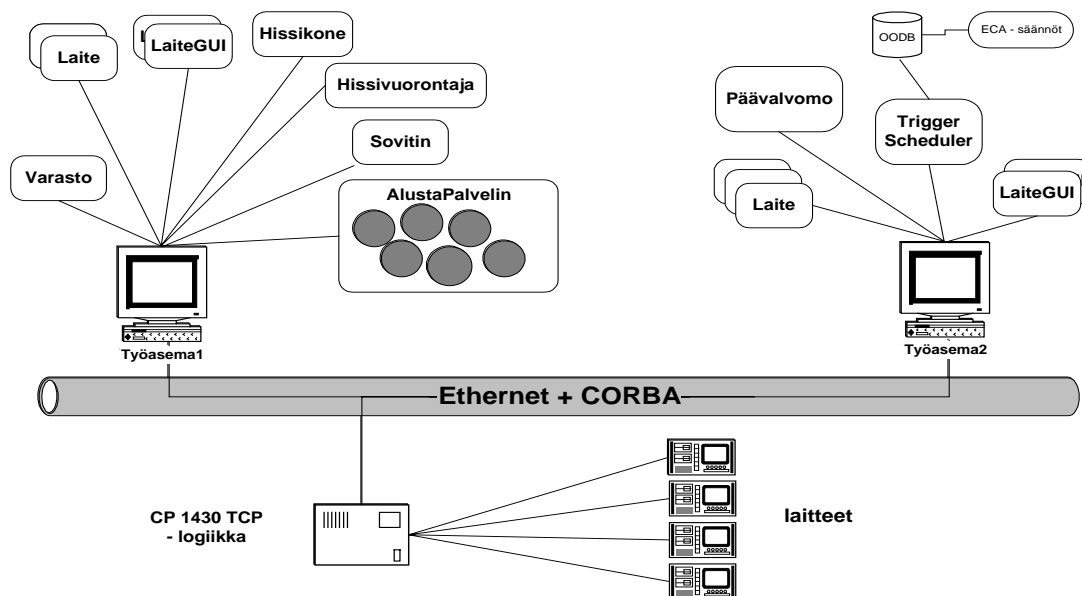 Laite
L
LaiteGUI
Hissikone
Hissivuorontaja
Sovitin
Varasto
AlustaPalvelin
Työasema1
OODB
ECA - säännöt
Päävalvomo
Trigger
Scheduler
Laite
LaiteGUI
Työasema2
Ethernet + CORBA
CP 1430 TCP
- logiikka
laitteet